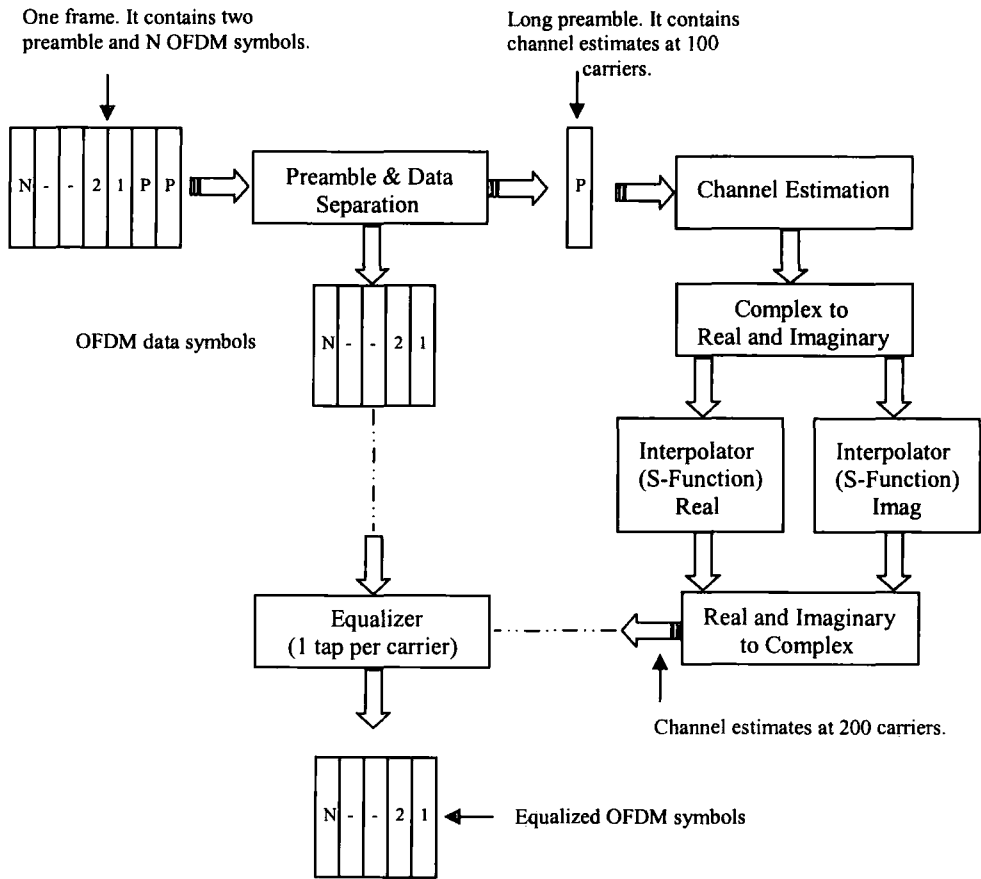 One frame. It contains two
preamble and N OFDM symbols.
Long preamble. It contains
channel estimates at 100
carriers.
N - - 2 1 P P
Preamble & Data
Separation
P
Channel Estimation
OFDM data symbols
N - - 2 1
Complex to
Real and Imaginary
Interpolator
(S-Function)
Real
Interpolator
(S-Function)
Imag
Equalizer
(1 tap per carrier)
Real and Imaginary
to Complex
Channel estimates at 200 carriers.
N - - 2 1
Equalized OFDM symbols